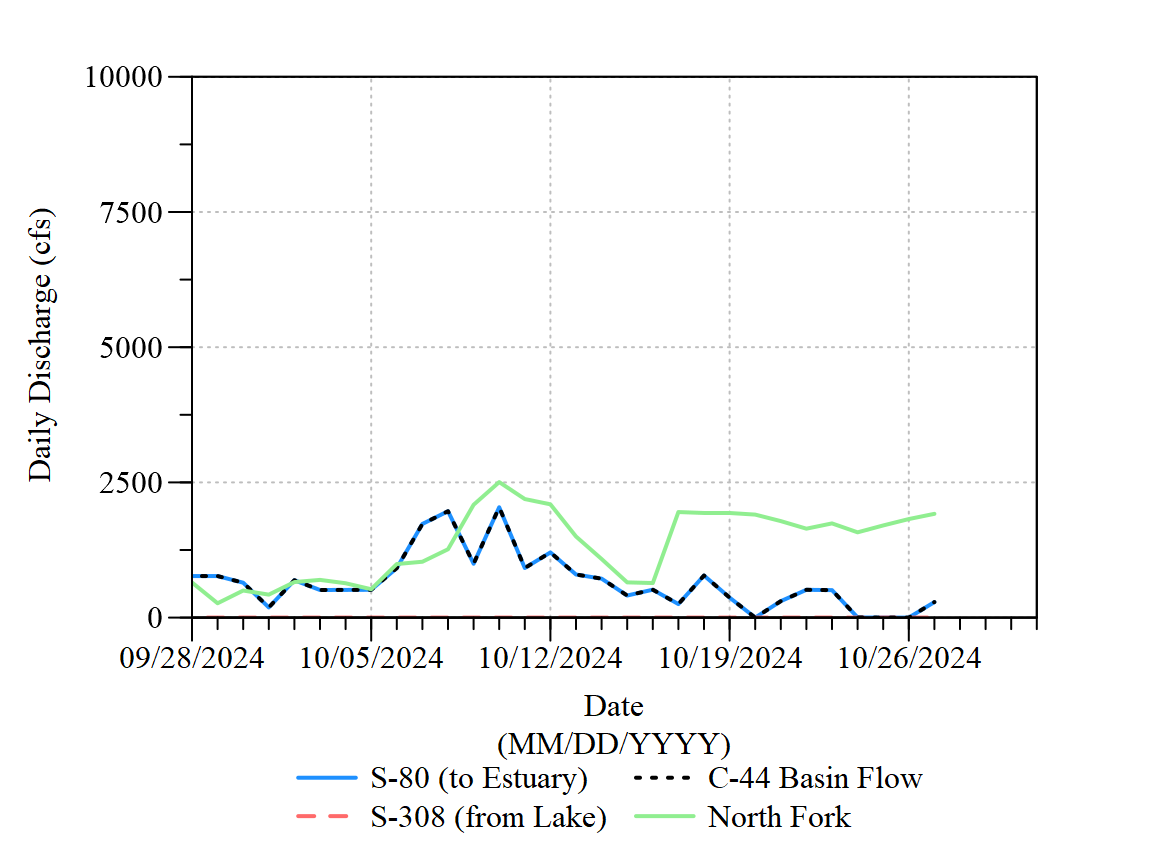 10000
7500
5000
2500
0
Daily Discharge (cfs)
09/28/2024 10/05/2024 10/12/2024 10/19/2024 10/26/2024
Date
(MM/DD/YYYY)
S-80 (to Estuary) C-44 Basin Flow
S-308 (from Lake) North Fork